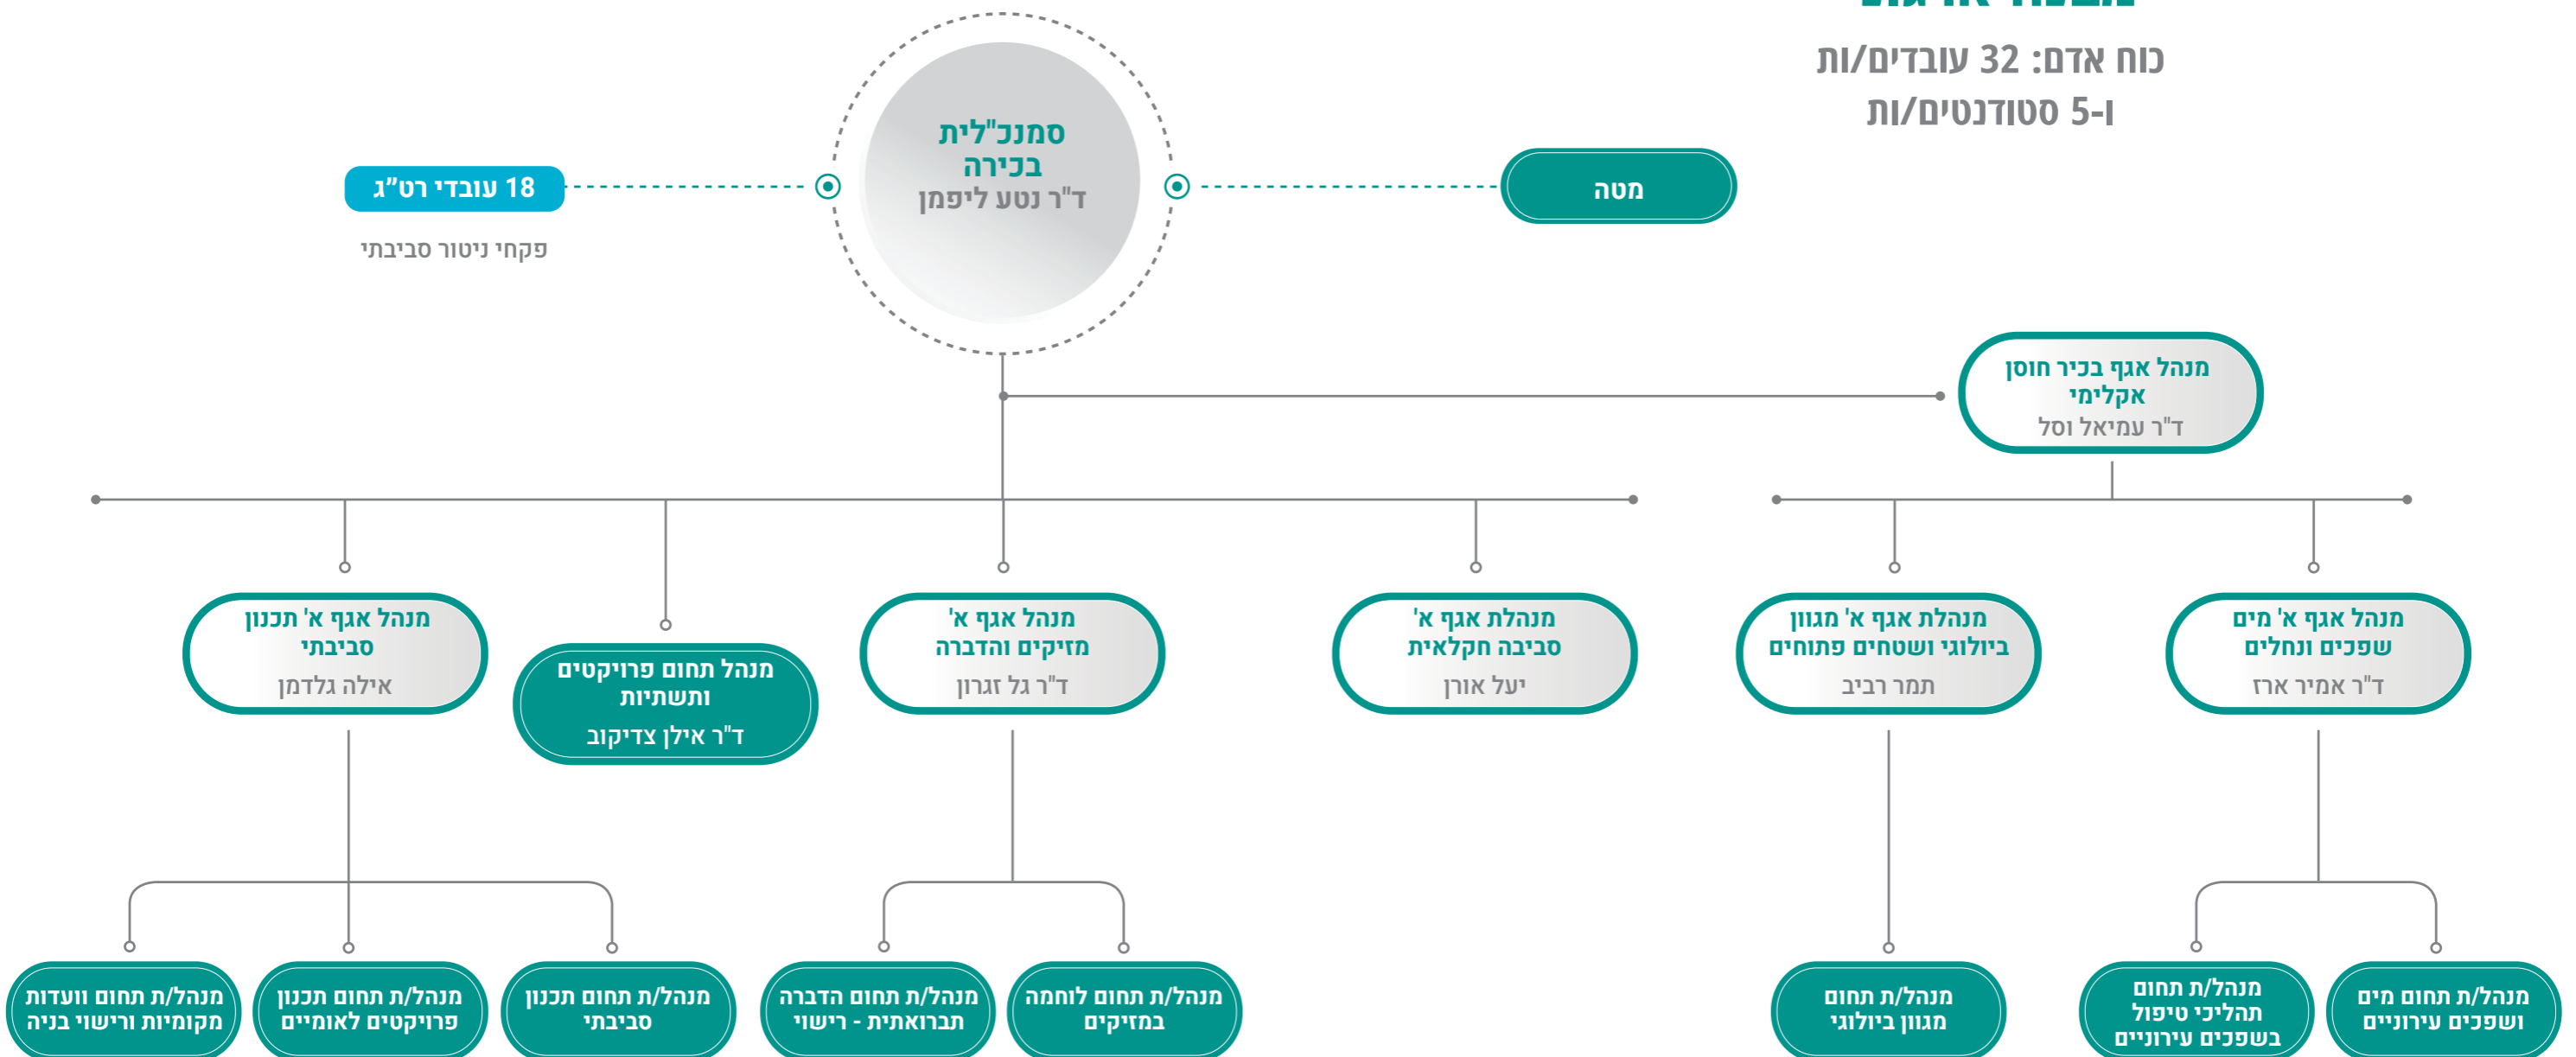 כוח אדם: 32 עובדים/ות
ו-5 סטודנטים/ות
סמנכ"לית
בכירה
ד"ר נטע ליפמן
מטה
18 עובדי רט״ג
פקחי ניטור סביבתי
מנהל אגף בכיר חוסן
אקלימי
ד"ר עמיאל וסל
מנהל אגף א' מים
שפכים ונחלים
ד"ר אמיר ארז
מנהלת אגף א' מגוון
ביולוגי ושטחים פתוחים
תמר רביב
מנהלת אגף א'
סביבה חקלאית
יעל אורן
מנהל אגף א'
מזיקים והדברה
ד"ר גל זגרון
מנהל תחום פרויקטים
ותשתיות
ד"ר אילן צדיקוב
מנהל אגף א' תכנון
סביבתי
אילה גלדמן
מנהל/ת תחום מים
ושפכים עירוניים
מנהל/ת תחום
תהליכי טיפול
בשפכים עירוניים
מנהל/ת תחום
מגוון ביולוגי
מנהל/ת תחום לוחמה
במזיקים
מנהל/ת תחום הדברה
תברואתית - רישוי
מנהל/ת תחום תכנון
סביבתי
מנהל/ת תחום תכנון
פרויקטים לאומיים
מנהל/ת תחום וועדות
מקומיות ורישוי בניה